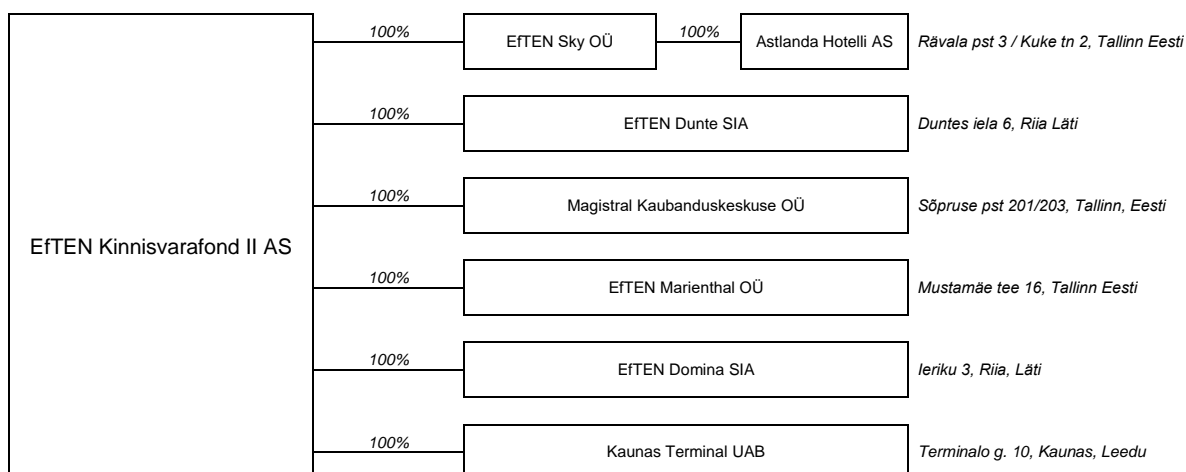 100%
EfTEN Sky OÜ
100%
Astlanda Hotelli AS
Rävala pst 3 / Kuke tn 2, Tallinn Eesti
100%
EfTEN Dunte SIA
Duntes iela 6, Riia Läti
100%
Magistral Kaubanduskeskuse OÜ
Sõpruse pst 201/203, Tallinn, Eesti
EfTEN Kinnisvarafond II AS
100%
EfTEN Marienthal OÜ
Mustamäe tee 16, Tallinn Eesti
100%
EfTEN Domina SIA
Ieriku 3, Riia, Läti
100%
Kaunas Terminal UAB
Terminalo g. 10, Kaunas, Leedu